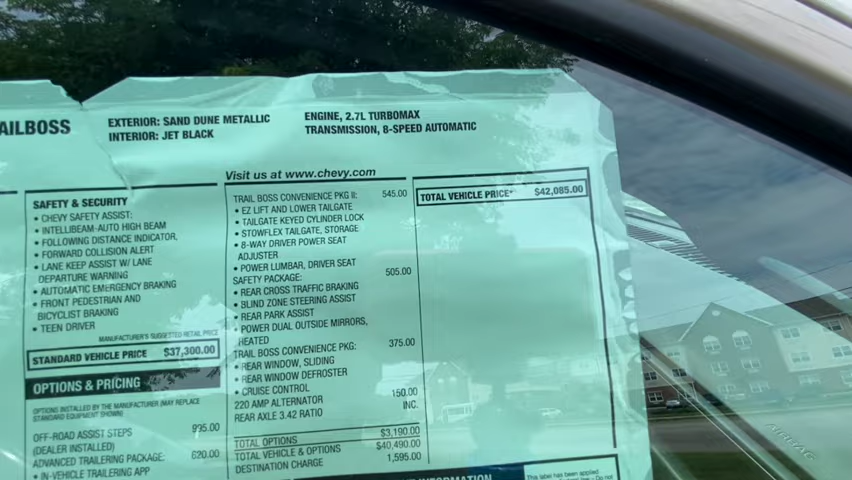 AILBOSS
EXTERIOR: SAND DUNE METALLIC
INTERIOR: JET BLACK
ENGINE, 2.7L TURBOMAX
TRANSMISSION, 8-SPEED AUTOMATIC
Visit us at www.chevy.com
SAFETY & SECURITY
• CHEVY SAFETY ASSIST:
• INTELLIBEAM-AUTO HIGH BEAM
• FOLLOWING DISTANCE INDICATOR,
• FORWARD COLLISION ALERT
• LANE KEEP ASSIST W/ LANE
DEPARTURE WARNING
• AUTOMATIC EMERGENCY BRAKING
• FRONT PEDESTRIAN AND
BICYCLIST BRAKING
• TEEN DRIVER
MANUFACTURER'S SUGGESTED RETAIL PRICE
STANDARD VEHICLE PRICE $37,300.00
OPTIONS & PRICING
OPTIONS INSTALLED BY THE MANUFACTURER (MAY REPLACE
STANDARD EQUIPMENT SHOWN)
OFF-ROAD ASSIST STEPS 995.00
(DEALER INSTALLED)
ADVANCED TRAILERING PACKAGE: 620.00
• IN-VEHICLE TRAILERING APP
TRAIL BOSS CONVENIENCE PKG II: 545.00
• EZ LIFT AND LOWER TAILGATE
• TAILGATE KEYED CYLINDER LOCK
• STOWFLEX TAILGATE, STORAGE
• 8-WAY DRIVER POWER SEAT
ADJUSTER
• POWER LUMBAR, DRIVER SEAT
SAFETY PACKAGE: 505.00
• REAR CROSS TRAFFIC BRAKING
• BLIND ZONE STEERING ASSIST
• REAR PARK ASSIST
• POWER DUAL OUTSIDE MIRRORS,
HEATED
TRAIL BOSS CONVENIENCE PKG: 375.00
• REAR WINDOW, SLIDING
• REAR WINDOW DEFROSTER
• CRUISE CONTROL
220 AMP ALTERNATOR 150.00
REAR AXLE 3.42 RATIO INC.
TOTAL OPTIONS $3,190.00
TOTAL VEHICLE & OPTIONS $40,490.00
DESTINATION CHARGE 1,595.00
TOTAL VEHICLE PRICE* $42,085.00
INFORMATION
This label has been applied
AIRBAG